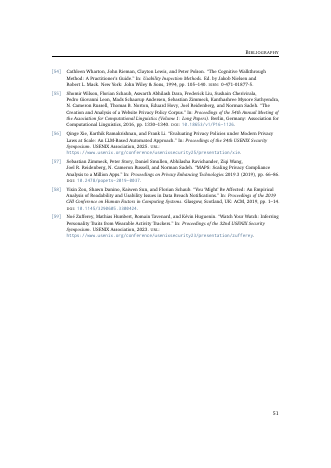 BIBLIOGRAPHY
[54] Cathleen Wharton, John Rieman, Clayton Lewis, and Peter Polson. "The Cognitive Walkthrough
Method: A Practitioner's Guide." In: Usability Inspection Methods. Ed. by Jakob Nielsen and
Robert L. Mack. New York: John Wiley & Sons, 1994, pp. 105–140. ISBN: 0-471-01877-5.
[55] Shomir Wilson, Florian Schaub, Aswarth Abhilash Dara, Frederick Liu, Sushain Cherivirala,
Pedro Giovanni Leon, Mads Schaarup Andersen, Sebastian Zimmeck, Kanthashree Mysore Sathyendra,
N. Cameron Russell, Thomas B. Norton, Eduard Hovy, Joel Reidenberg, and Norman Sadeh. "The
Creation and Analysis of a Website Privacy Policy Corpus." In: Proceedings of the 54th Annual Meeting of
the Association for Computational Linguistics (Volume 1: Long Papers). Berlin, Germany: Association for
Computational Linguistics, 2016, pp. 1330–1340. DOI: 10.18653/v1/P16-1126.
[56] Qinge Xie, Karthik Ramakrishnan, and Frank Li. "Evaluating Privacy Policies under Modern Privacy
Laws at Scale: An LLM-Based Automated Approach." In: Proceedings of the 34th USENIX Security
Symposium. USENIX Association, 2025. URL:
https://www.usenix.org/conference/usenixsecurity25/presentation/xie.
[57] Sebastian Zimmeck, Peter Story, Daniel Smullen, Abhilasha Ravichander, Ziqi Wang,
Joel R. Reidenberg, N. Cameron Russell, and Norman Sadeh. "MAPS: Scaling Privacy Compliance
Analysis to a Million Apps." In: Proceedings on Privacy Enhancing Technologies 2019.3 (2019), pp. 66–86.
DOI: 10.2478/popets-2019-0037.
[58] Yixin Zou, Shawn Danino, Kaiwen Sun, and Florian Schaub. "You 'Might' Be Affected: An Empirical
Analysis of Readability and Usability Issues in Data Breach Notifications." In: Proceedings of the 2019
CHI Conference on Human Factors in Computing Systems. Glasgow, Scotland, UK: ACM, 2019, pp. 1–14.
DOI: 10.1145/3290605.3300424.
[59] Noé Zufferey, Mathias Humbert, Romain Tavenard, and Kévin Huguenin. "Watch Your Watch: Inferring
Personality Traits from Wearable Activity Trackers." In: Proceedings of the 32nd USENIX Security
Symposium. USENIX Association, 2023. URL:
https://www.usenix.org/conference/usenixsecurity23/presentation/zufferey.
51